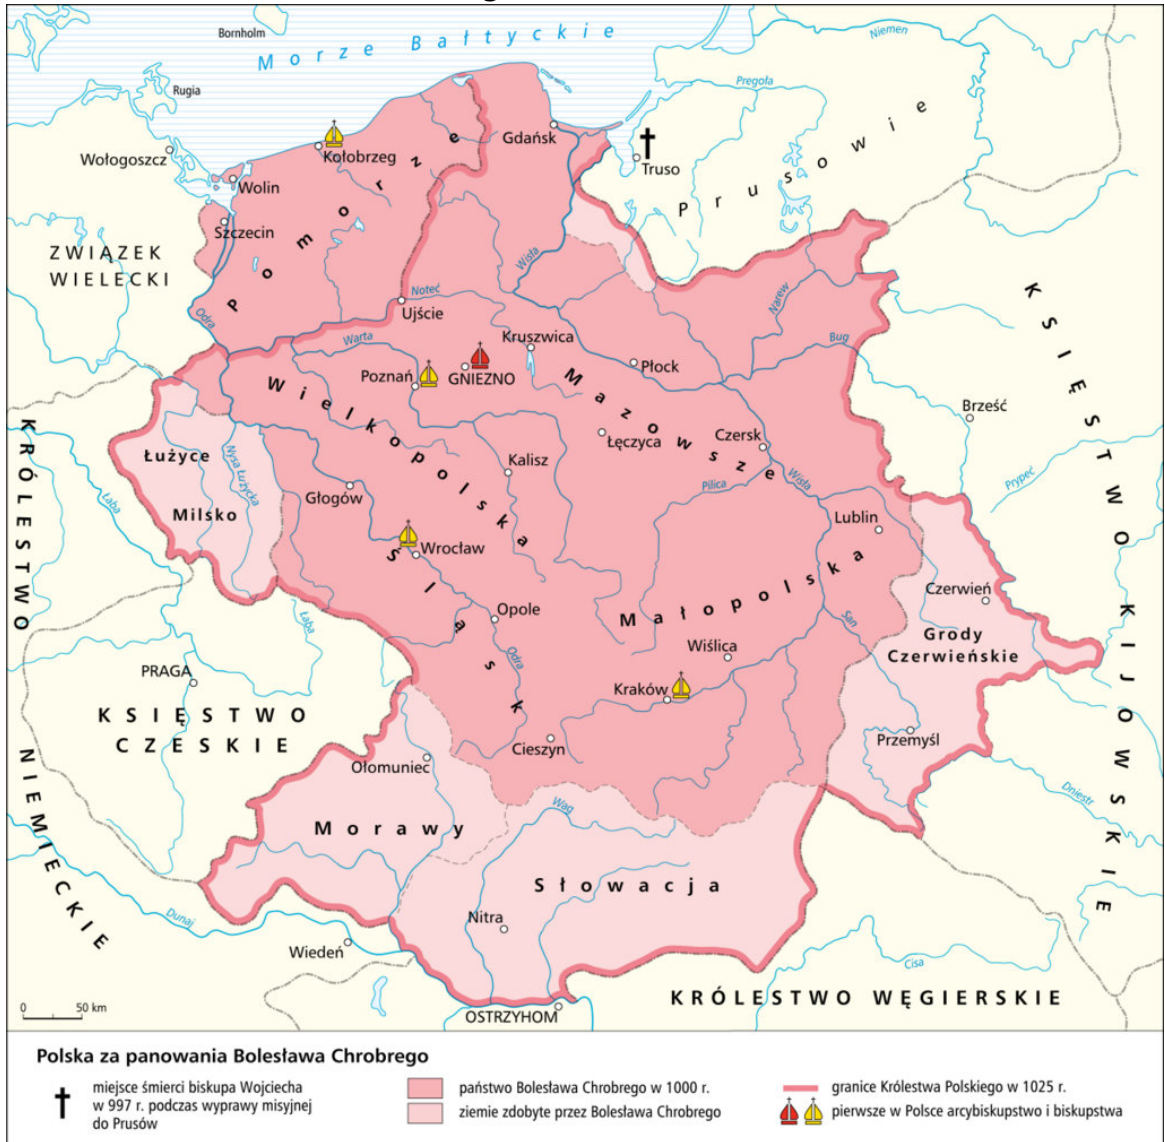 Bornholm
Morze Bałtyckie
Niemen
Rugia
Pregoła
Gdańsk
Wołogoszcz
Kołobrzeg
Truso
Prusowie
Wolin
Pomorze
Szczecin
ZWIĄZEK
WIELECKI
Wisła
Noteć
Narew
Odra
Ujście
Warta
Kruszwica
Bug
Poznań
GNIEZNO
Płock
Wielkopolska
Mazowsze
Brześć
KSIĘSTWO KIJOWSKIE
KRÓLESTWO NIEMIECKIE
Łużyce
Nysa Łużycka
Łęczyca
Czersk
Kalisz
Pilica
Wisła
Prypeć
Łaba
Głogów
Milsko
Lublin
Wrocław
Śląsk
Małopolska
Czerwień
Opole
San
Łaba
Grody
Czerwieńskie
Wiślica
Odra
PRAGA
Kraków
KSIĘSTWO
CZESKIE
Cieszyn
Przemyśl
Ołomuniec
Dniestr
Wag
Morawy
Słowacja
Dunaj
Nitra
Wiedeń
Cisa
0 50 km
OSTRZYHOM
KRÓLESTWO WĘGIERSKIE
Polska za panowania Bolesława Chrobrego
miejsce śmierci biskupa Wojciecha
w 997 r. podczas wyprawy misyjnej
do Prusów
państwo Bolesława Chrobrego w 1000 r.
ziemie zdobyte przez Bolesława Chrobrego
granice Królestwa Polskiego w 1025 r.
pierwsze w Polsce arcybiskupstwo i biskupstwa